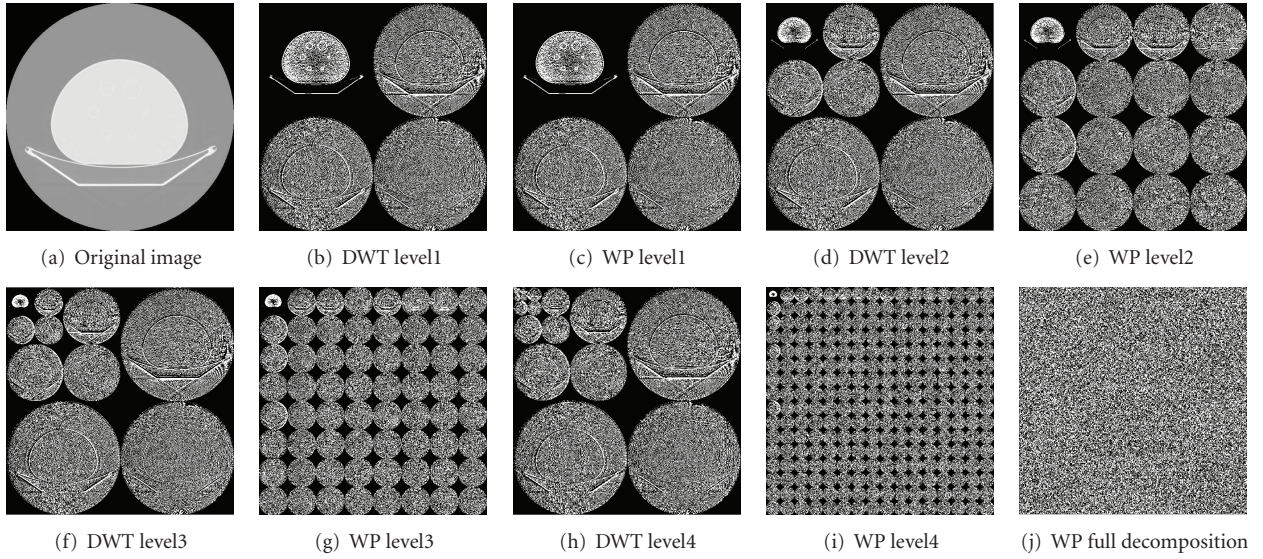 (a) Original image
(b) DWT level1
(c) WP level1
(d) DWT level2
(e) WP level2
(f) DWT level3
(g) WP level3
(h) DWT level4
(i) WP level4
(j) WP full decomposition